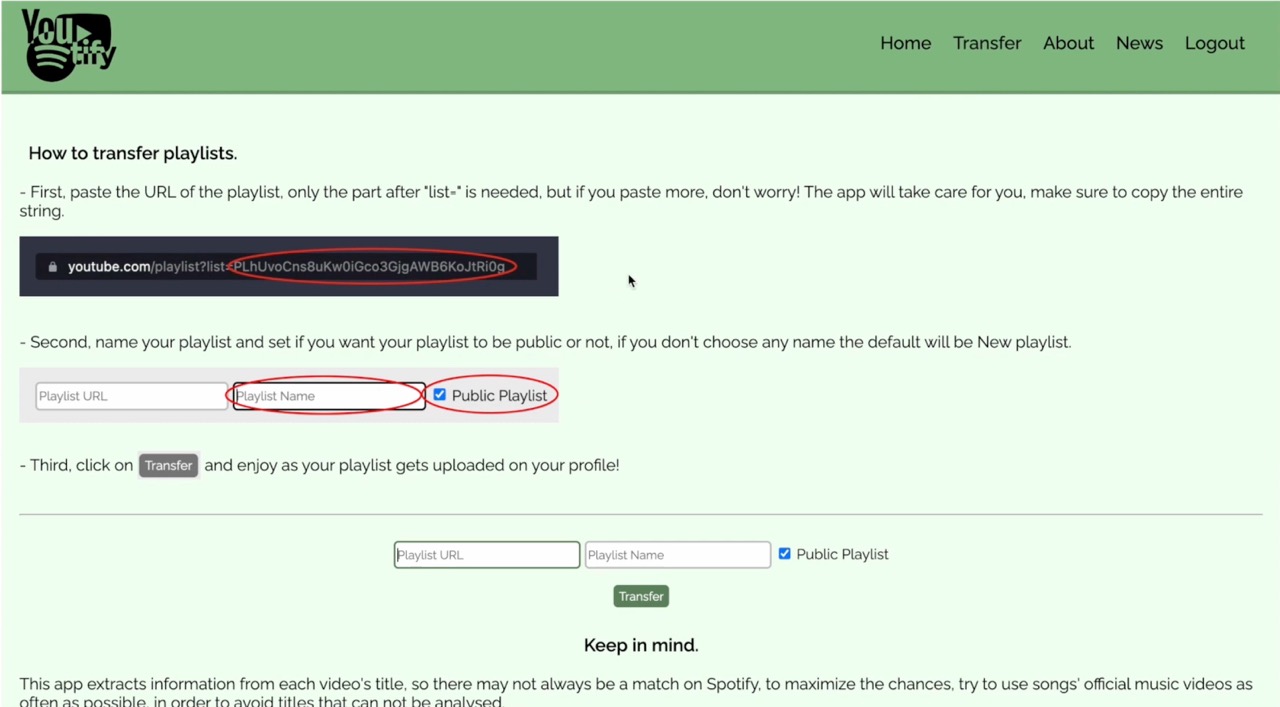 You
tify
Home Transfer About News Logout
How to transfer playlists.
- First, paste the URL of the playlist, only the part after "list=" is needed, but if you paste more, don't worry! The app will take care for you, make sure to copy the entire
string.
youtube.com/playlist?list=PLhUvoCns8uKw0iGco3GjgAWB6KoJtRi0g
- Second, name your playlist and set if you want your playlist to be public or not, if you don't choose any name the default will be New playlist.
Playlist URL Playlist Name Public Playlist
- Third, click on Transfer and enjoy as your playlist gets uploaded on your profile!
Playlist URL Playlist Name Public Playlist
Transfer
Keep in mind.
This app extracts information from each video's title, so there may not always be a match on Spotify, to maximize the chances, try to use songs' official music videos as
often as possible, in order to avoid titles that can not be analysed.